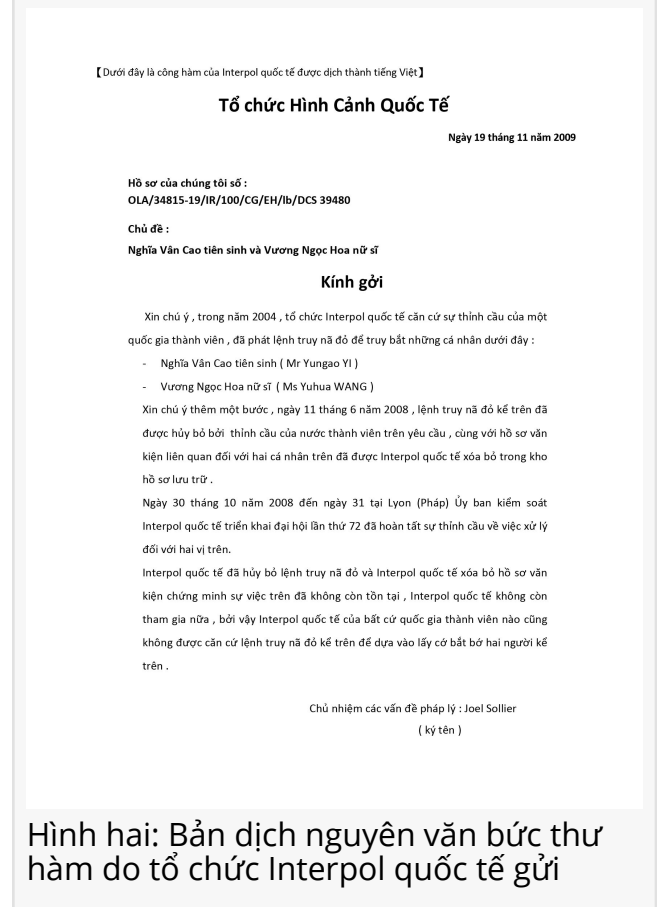 【Dưới đây là công hàm của Interpol quốc tế được dịch thành tiếng Việt】
Tổ chức Hình Cảnh Quốc Tế
Ngày 19 tháng 11 năm 2009
Hồ sơ của chúng tôi số :
OLA/34815-19/IR/100/CG/EH/lb/DCS 39480
Chủ đề :
Nghĩa Vân Cao tiên sinh và Vương Ngọc Hoa nữ sĩ
Kính gởi
Xin chú ý , trong năm 2004 , tổ chức Interpol quốc tế căn cứ sự thỉnh cầu của một
quốc gia thành viên , đã phát lệnh truy nã đỏ để truy bắt những cá nhân dưới đây :
- Nghĩa Vân Cao tiên sinh ( Mr Yungao YI )
- Vương Ngọc Hoa nữ sĩ ( Ms Yuhua WANG )
Xin chú ý thêm một bước , ngày 11 tháng 6 năm 2008 , lệnh truy nã đỏ kể trên đã
được hủy bỏ bởi thỉnh cầu của nước thành viên trên yêu cầu , cùng với hồ sơ văn
kiện liên quan đối với hai cá nhân trên đã được Interpol quốc tế xóa bỏ trong kho
hồ sơ lưu trữ .
Ngày 30 tháng 10 năm 2008 đến ngày 31 tại Lyon (Pháp) Ủy ban kiểm soát
Interpol quốc tế triển khai đại hội lần thứ 72 đã hoàn tất sự thỉnh cầu về việc xử lý
đối với hai vị trên.
Interpol quốc tế đã hủy bỏ lệnh truy nã đỏ và Interpol quốc tế xóa bỏ hồ sơ văn
kiện chứng minh sự việc trên đã không còn tồn tại , Interpol quốc tế không còn
tham gia nữa , bởi vậy Interpol quốc tế của bất cứ quốc gia thành viên nào cũng
không được căn cứ lệnh truy nã đỏ kể trên để dựa vào lấy cớ bắt bớ hai người kể
trên .
Chủ nhiệm các vấn đề pháp lý : Joel Sollier
( ký tên )
Hình hai: Bản dịch nguyên văn bức thư
hàm do tổ chức Interpol quốc tế gửi